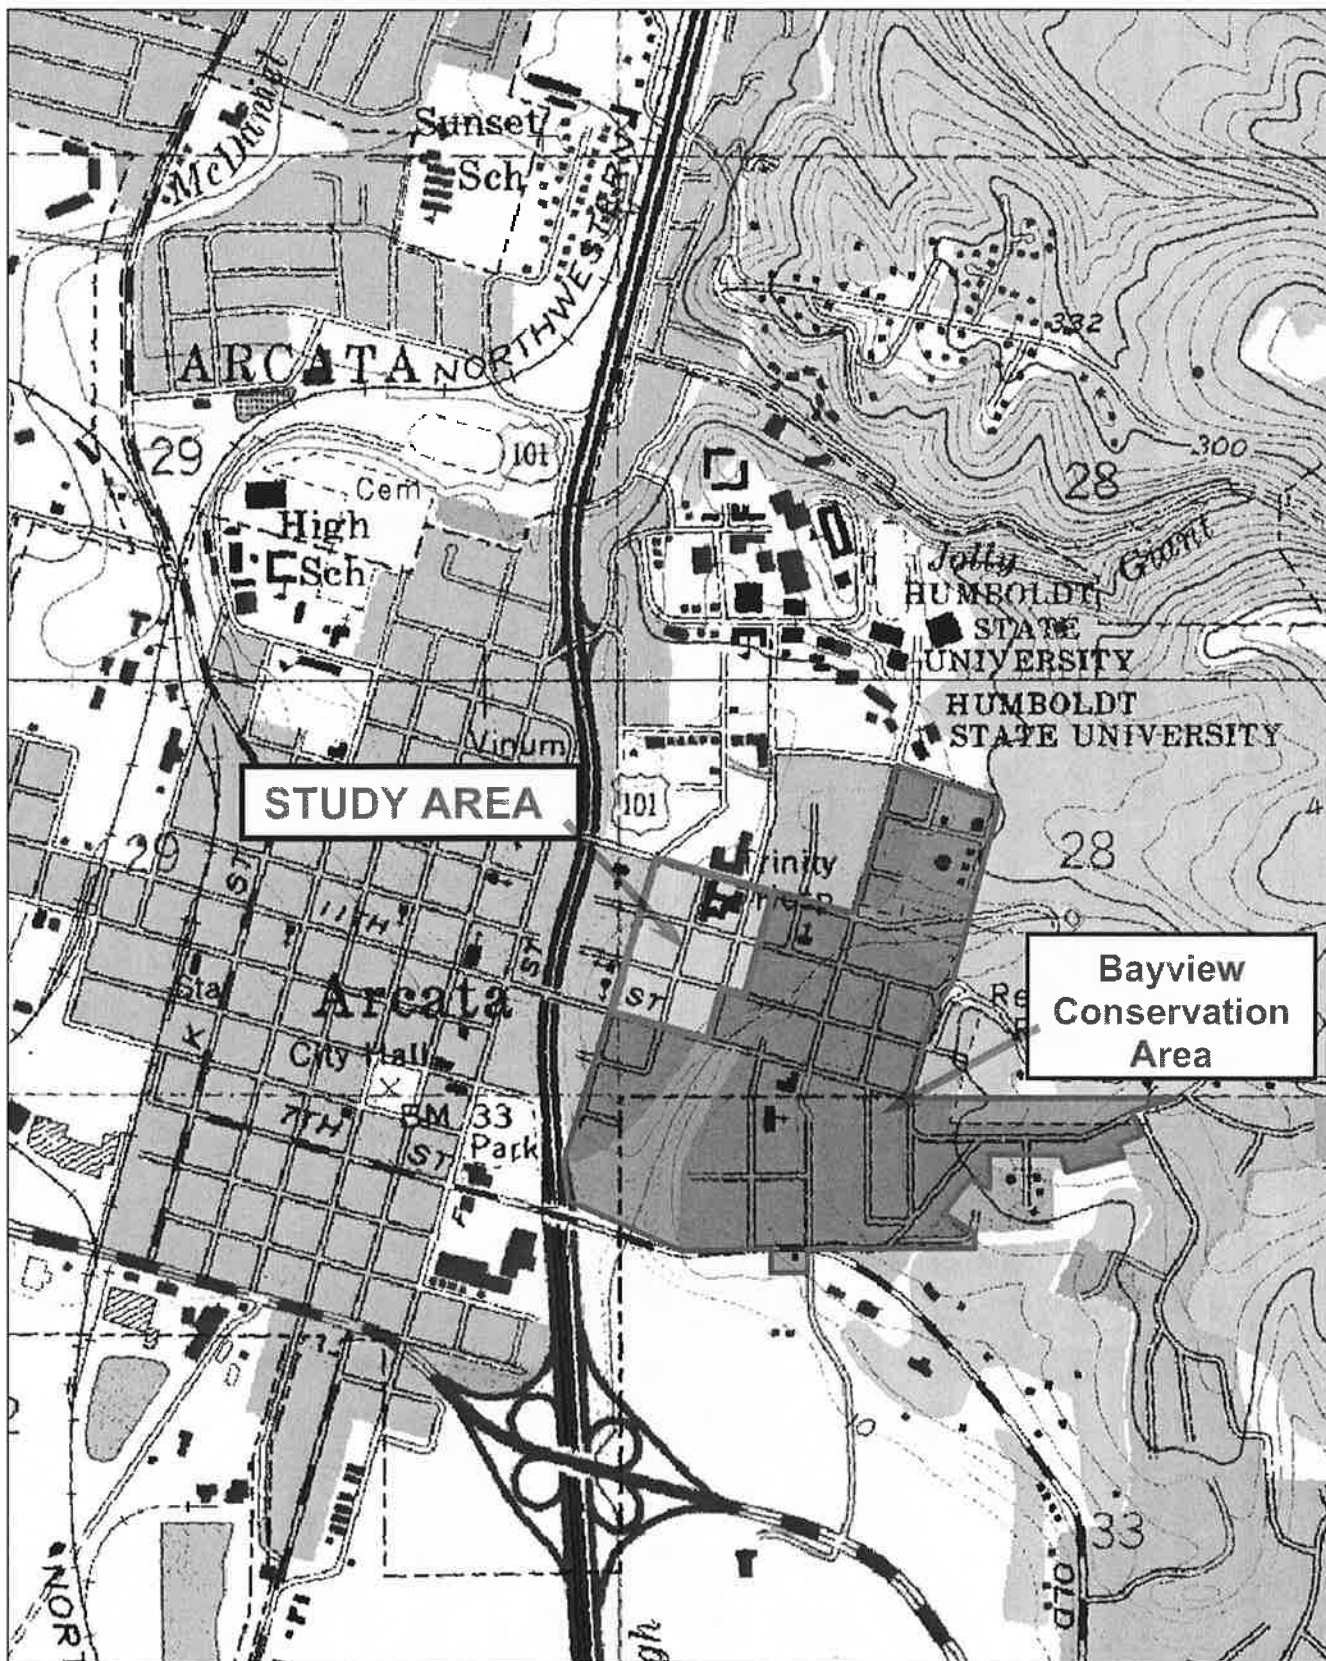 McDaniel
Sunset
Sch
NORTHWESTERN
332
ARCATA
101
29
300
28
Cem
High
Sch
Jolly
Giant
HUMBOLDT
STATE
UNIVERSITY
HUMBOLDT
STATE UNIVERSITY
Vinum
STUDY AREA
101
29
28
Trinity
ST
11TH
ST
Bayview
Conservation
Area
Sta
Arcata
ST
K
City Hall
BM 33
7TH
ST
Park
10
33
OLD
NORT
gh